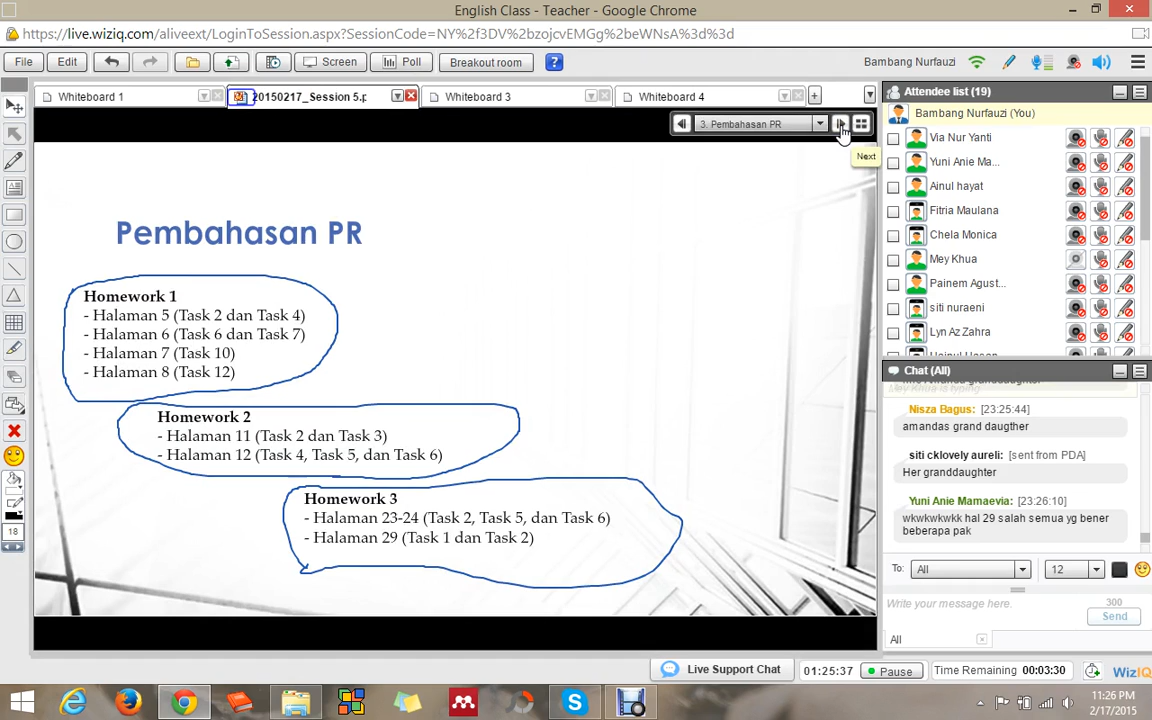 English Class - Teacher - Google Chrome
https://live.wiziq.com/aliveext/LoginToSession.aspx?SessionCode=NY%2f3DV%2bzojcvEMGg%2beWNsA%3d%3d
File Edit Screen Poll Breakout room ? Bambang Nurfauzi
Whiteboard 1
20150217_Session 5.p
Whiteboard 3
Whiteboard 4
3. Pembahasan PR
Next
Pembahasan PR
Homework 1
- Halaman 5 (Task 2 dan Task 4)
- Halaman 6 (Task 6 dan Task 7)
- Halaman 7 (Task 10)
- Halaman 8 (Task 12)
Homework 2
- Halaman 11 (Task 2 dan Task 3)
- Halaman 12 (Task 4, Task 5, dan Task 6)
Homework 3
- Halaman 23-24 (Task 2, Task 5, dan Task 6)
- Halaman 29 (Task 1 dan Task 2)
18
Attendee list (19)
Bambang Nurfauzi (You)
Via Nur Yanti
Yuni Anie Ma...
Ainul hayat
Fitria Maulana
Chela Monica
Mey Khua
Painem Agust...
siti nuraeni
Lyn Az Zahra
Chat (All)
Mey Khua is typing
Nisza Bagus: [23:25:44]
amandas grand daugther
siti cklovely aureli: [sent from PDA]
Her granddaughter
Yuni Anie Mamaevia: [23:26:10]
wkwkwkwkk hal 29 salah semua yg bener
beberapa pak
To: All 12
Write your message here. 300
Send
All
Live Support Chat 01:25:37 Pause Time Remaining 00:03:30 WizIQ
11:26 PM
2/17/2015